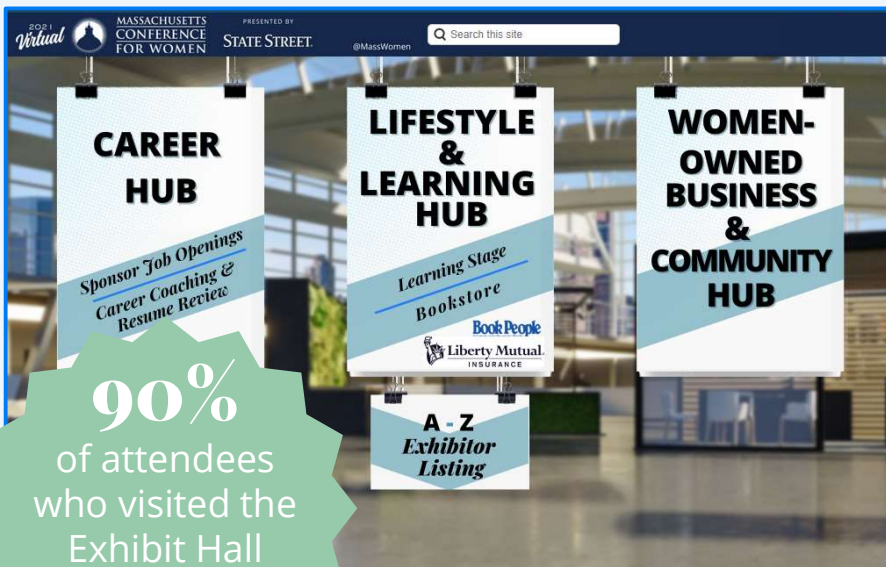 2021
Virtual
MASSACHUSETTS
CONFERENCE
FOR WOMEN
PRESENTED BY
STATE STREET.
@MassWomen
Search this site
CAREER
HUB
Sponsor Job Openings
Career Coaching &
Resume Review
LIFESTYLE
&
LEARNING
HUB
Learning Stage
Bookstore
Book People
Liberty Mutual.
INSURANCE
WOMEN-
OWNED
BUSINESS
&
COMMUNITY
HUB
A - Z
Exhibitor
Listing
90%
of attendees
who visited the
Exhibit Hall